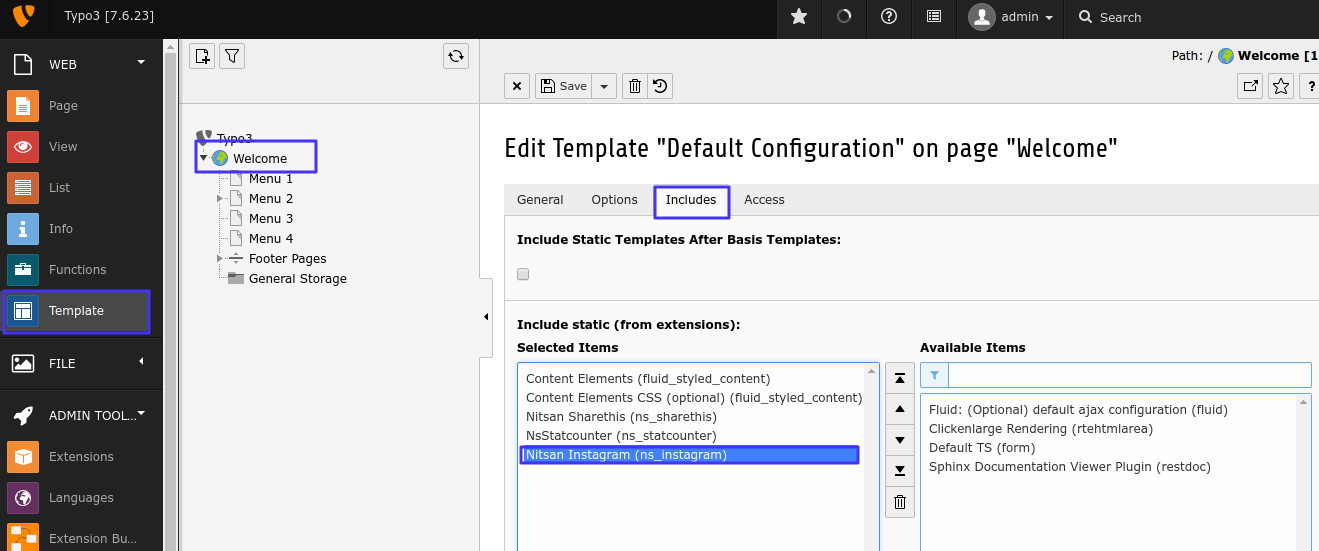 Typo3 [7.6.23]
admin
Search
WEB
Page
View
List
Info
Functions
Template
FILE
ADMIN TOOL...
Extensions
Languages
Extension Bu...
Typo3
Welcome
Menu 1
Menu 2
Menu 3
Menu 4
Footer Pages
General Storage
Path: / Welcome [1
Save
?
Edit Template "Default Configuration" on page "Welcome"
General Options Includes Access
Include Static Templates After Basis Templates:
Include static (from extensions):
Selected Items
Content Elements (fluid_styled_content)
Content Elements CSS (optional) (fluid_styled_content)
Nitsan Sharethis (ns_sharethis)
NsStatcounter (ns_statcounter)
Nitsan Instagram (ns_instagram)
Available Items
Fluid: (Optional) default ajax configuration (fluid)
Clickenlarge Rendering (rtehtmlarea)
Default TS (form)
Sphinx Documentation Viewer Plugin (restdoc)